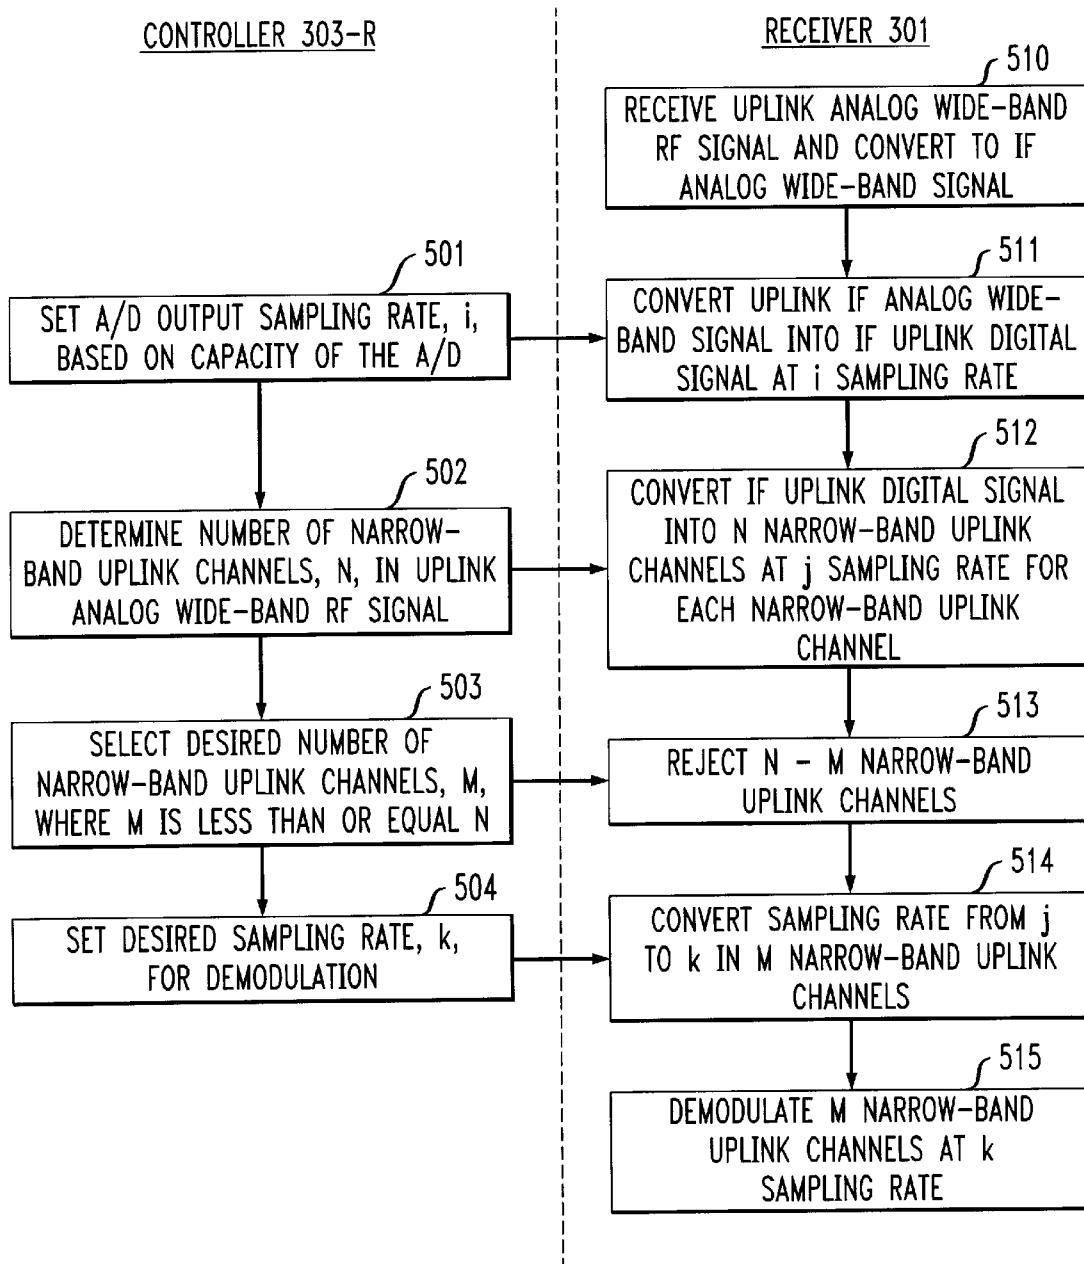 CONTROLLER 303-R
501
SET A/D OUTPUT SAMPLING RATE, i,
BASED ON CAPACITY OF THE A/D
502
DETERMINE NUMBER OF NARROW-
BAND UPLINK CHANNELS, N, IN UPLINK
ANALOG WIDE-BAND RF SIGNAL
503
SELECT DESIRED NUMBER OF
NARROW-BAND UPLINK CHANNELS, M,
WHERE M IS LESS THAN OR EQUAL N
504
SET DESIRED SAMPLING RATE, k,
FOR DEMODULATION
RECEIVER 301
510
RECEIVE UPLINK ANALOG WIDE-BAND
RF SIGNAL AND CONVERT TO IF
ANALOG WIDE-BAND SIGNAL
511
CONVERT UPLINK IF ANALOG WIDE-
BAND SIGNAL INTO IF UPLINK DIGITAL
SIGNAL AT i SAMPLING RATE
512
CONVERT IF UPLINK DIGITAL SIGNAL
INTO N NARROW-BAND UPLINK
CHANNELS AT j SAMPLING RATE FOR
EACH NARROW-BAND UPLINK
CHANNEL
513
REJECT N - M NARROW-BAND
UPLINK CHANNELS
514
CONVERT SAMPLING RATE FROM j
TO k IN M NARROW-BAND UPLINK
CHANNELS
515
DEMODULATE M NARROW-BAND
UPLINK CHANNELS AT k
SAMPLING RATE